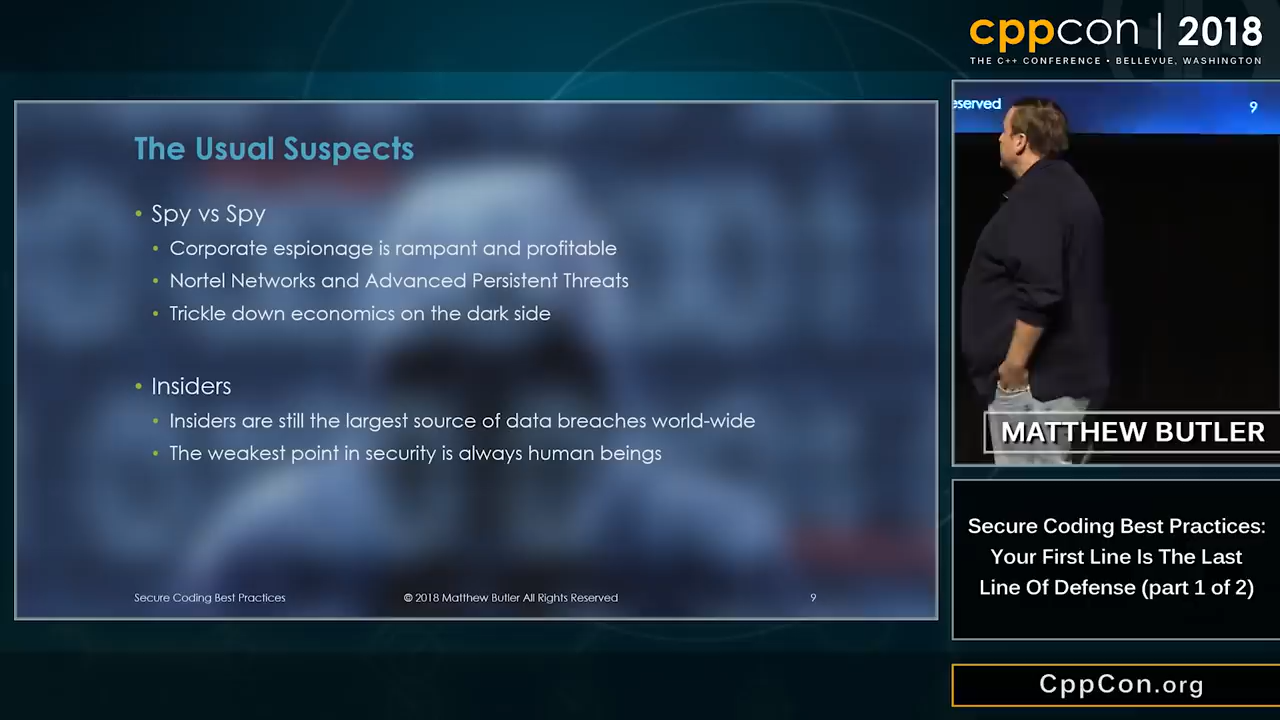 cppcon | 2018
THE C++ CONFERENCE • BELLEVUE, WASHINGTON
The Usual Suspects
• Spy vs Spy
• Corporate espionage is rampant and profitable
• Nortel Networks and Advanced Persistent Threats
• Trickle down economics on the dark side
• Insiders
• Insiders are still the largest source of data breaches world-wide
• The weakest point in security is always human beings
Secure Coding Best Practices
© 2018 Matthew Butler All Rights Reserved
9
9
MATTHEW BUTLER
Secure Coding Best Practices:
Your First Line Is The Last
Line Of Defense (part 1 of 2)
CppCon.org